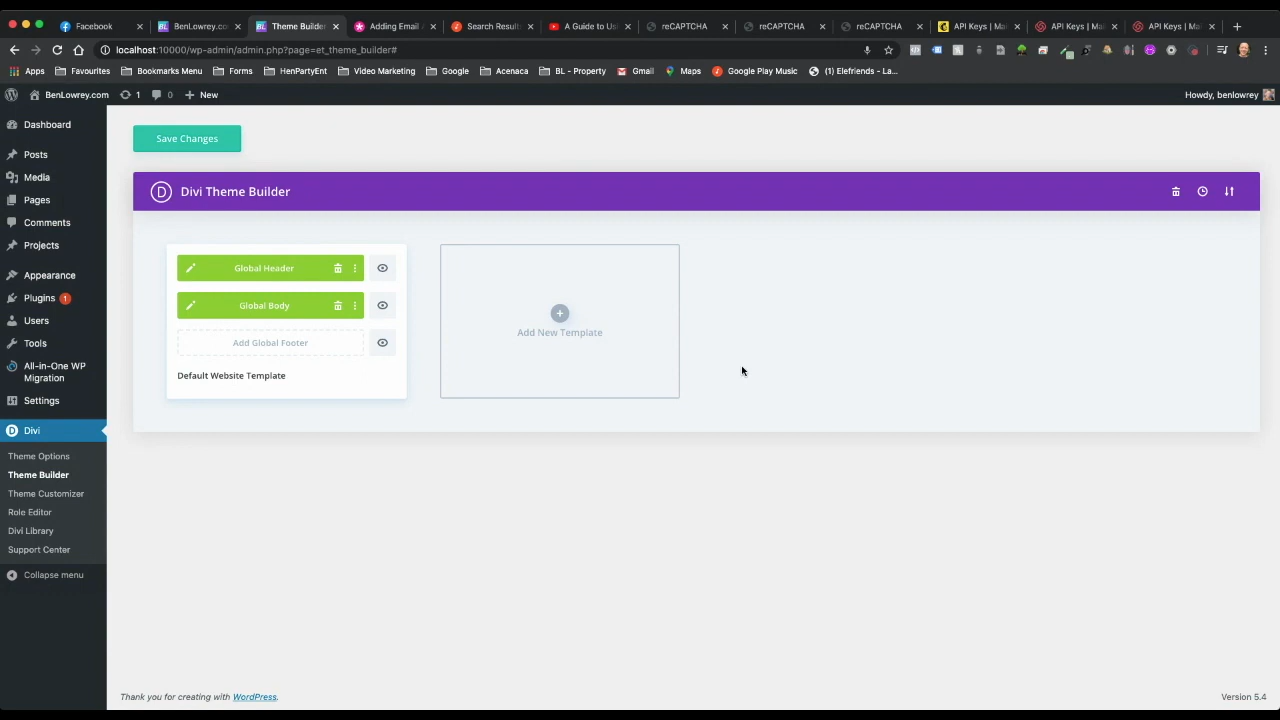 Facebook
BenLowrey.com
Theme Builder
Adding Email A
Search Result
A Guide to Us
reCAPTCHA
reCAPTCHA
reCAPTCHA
API Keys | Ma
API Keys | Ma
API Keys | Ma
localhost:10000/wp-admin/admin.php?page=et_theme_builder#
Apps
Favourites
Bookmarks Menu
Forms
HenPartyEnt
Video Marketing
Google
Acenaca
BL - Property
Gmail
Maps
Google Play Music
(1) Elefriends - La...
BenLowrey.com
1
0
New
Howdy, benlowrey
Dashboard
Posts
Media
Pages
Comments
Projects
Appearance
Plugins 1
Users
Tools
All-in-One WP
Migration
Settings
Divi
Theme Options
Theme Builder
Theme Customizer
Role Editor
Divi Library
Support Center
Collapse menu
Save Changes
D Divi Theme Builder
Global Header
Global Body
Add Global Footer
Default Website Template
Add New Template
Thank you for creating with WordPress.
Version 5.4